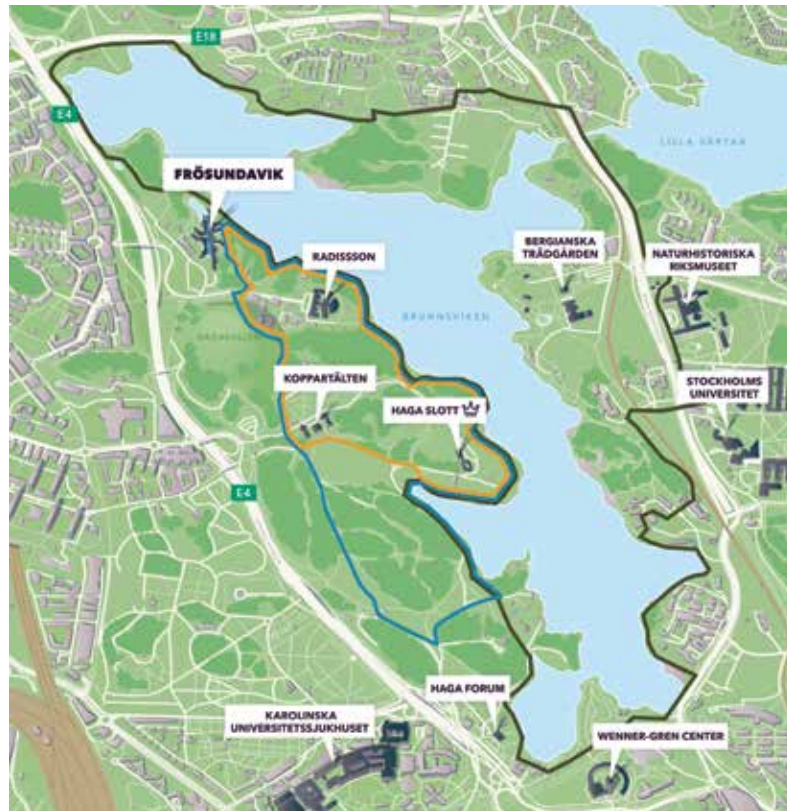 E18
E4
LILLA VÄRTAN
FRÖSUNDAVIK
BERGIANSKA
TRÄDGÅRDEN
NATURHISTORISKA
RIKSMUSEET
RADISSSON
BRUNNSVIKEN
KOPPARTÄLTEN
STOCKHOLMS
UNIVERSITET
HAGA SLOTT
E4
HAGA FORUM
KAROLINSKA
UNIVERSITETSSJUKHUSET
WENNER-GREN CENTER